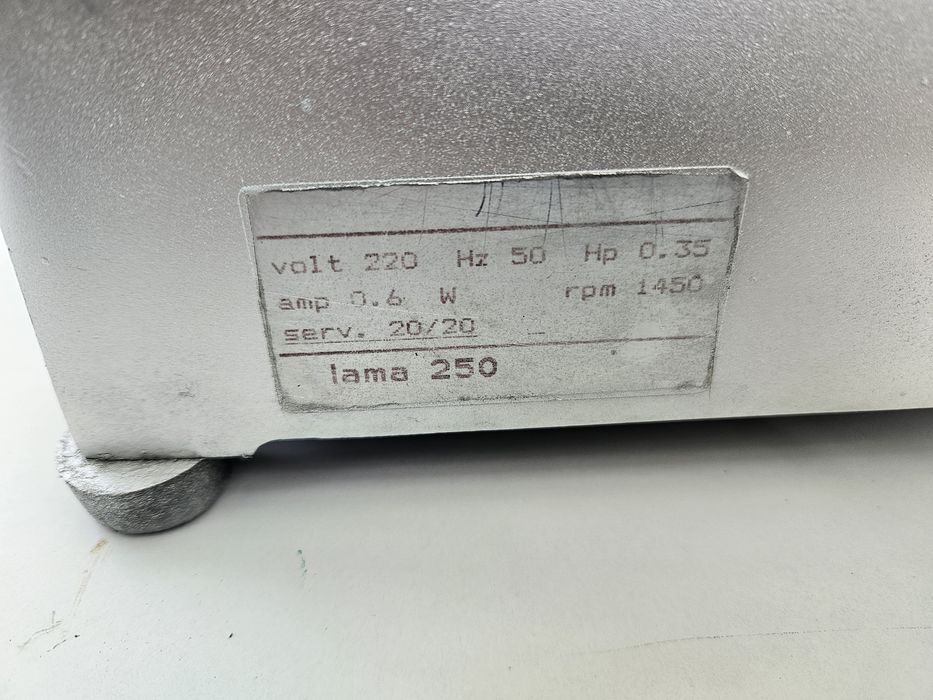 volt 220 Hz 50 Hp 0.35
amp 0.6 W rpm 1450
serv. 20/20
lama 250